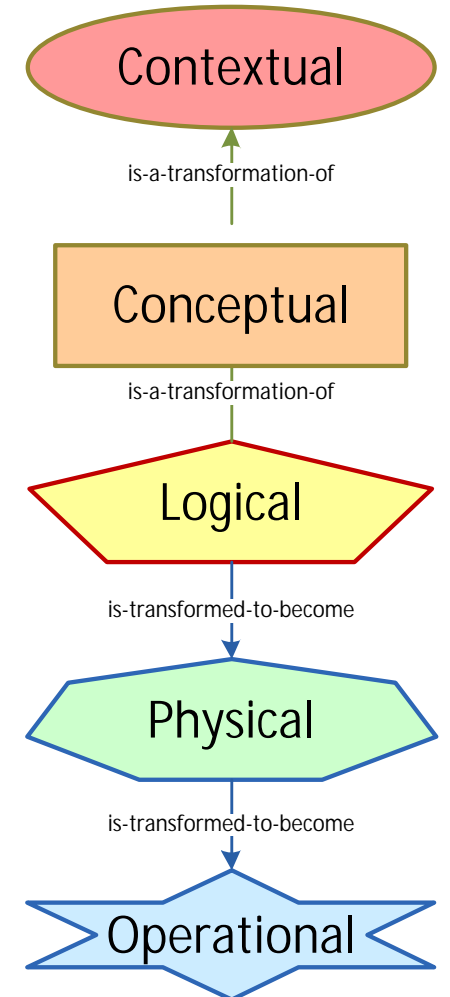 Contextual
is-a-transformation-of
Conceptual
is-a-transformation-of
Logical
is-transformed-to-become
Physical
is-transformed-to-become
Operational